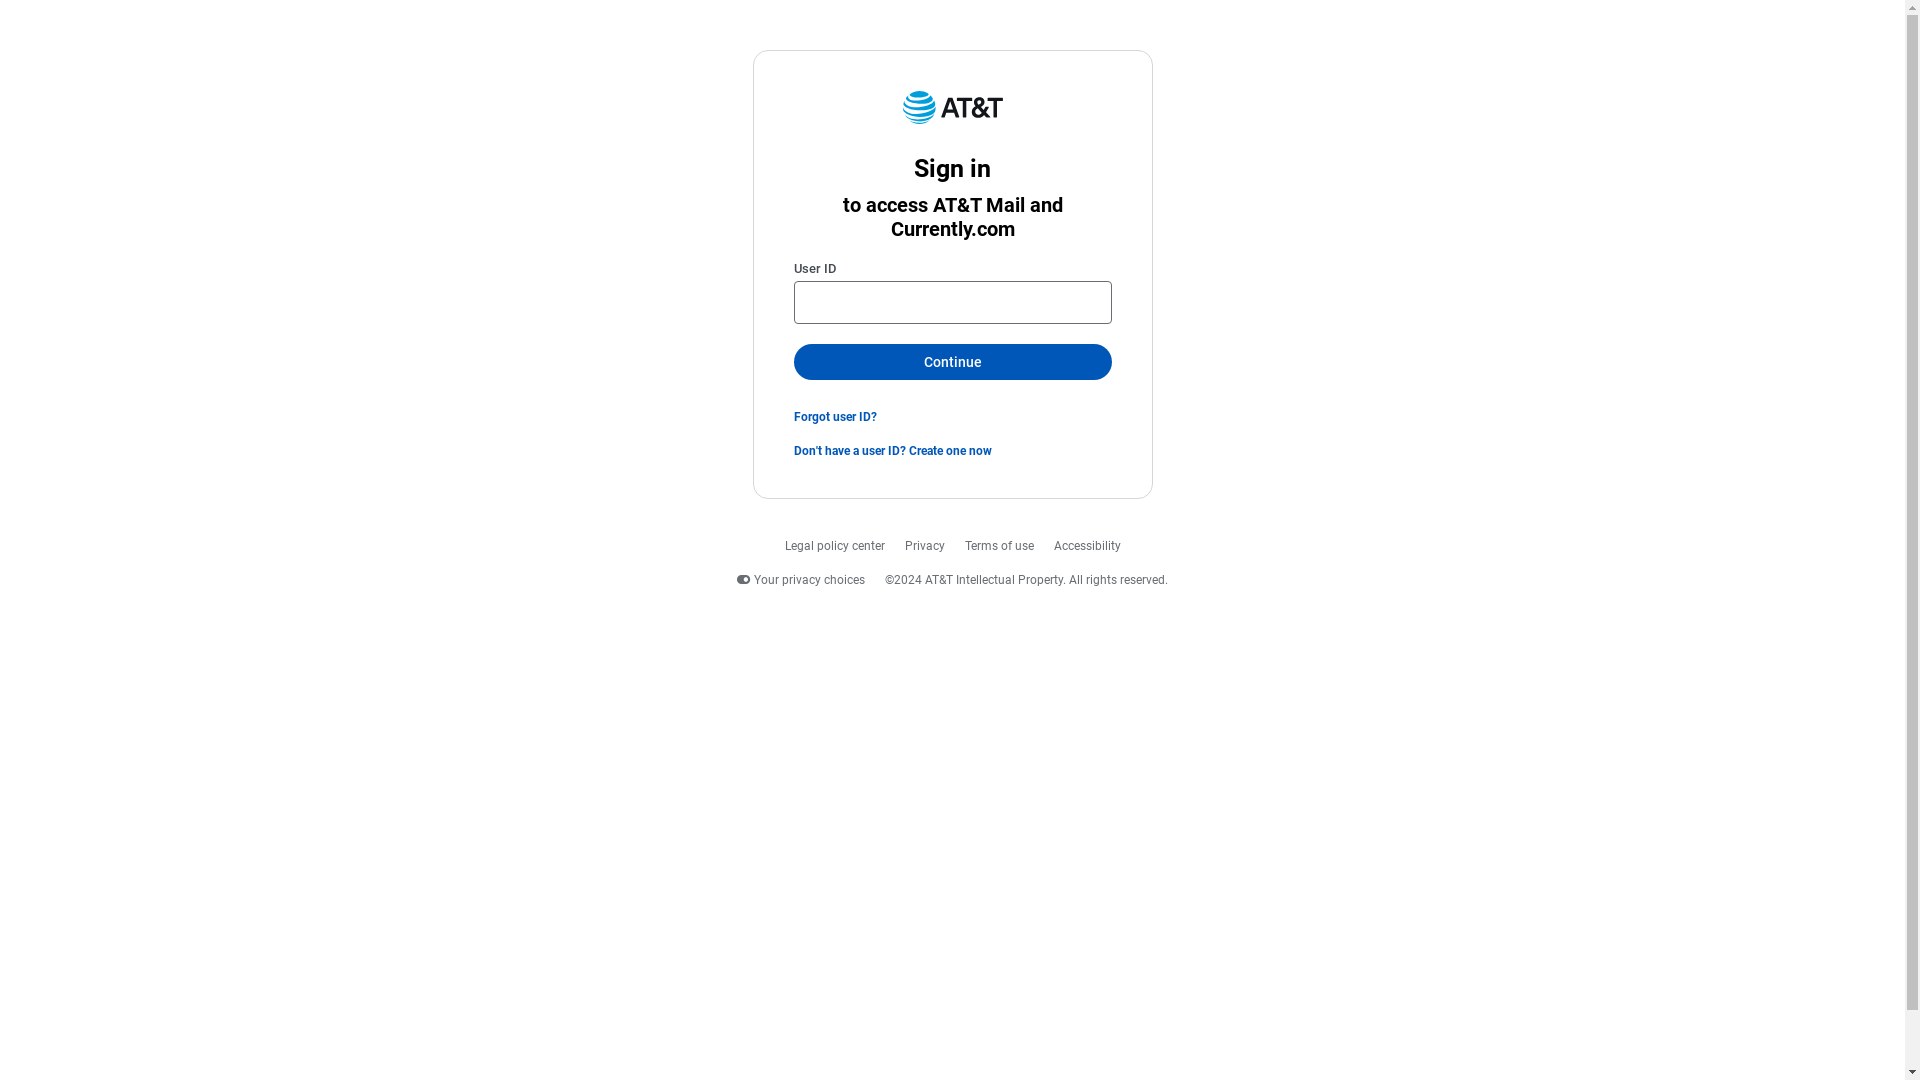 AT&T
Sign in
to access AT&T Mail and
Currently.com
User ID
Continue
Forgot user ID?
Don't have a user ID? Create one now
Legal policy center Privacy Terms of use Accessibility
Your privacy choices ©2024 AT&T Intellectual Property. All rights reserved.